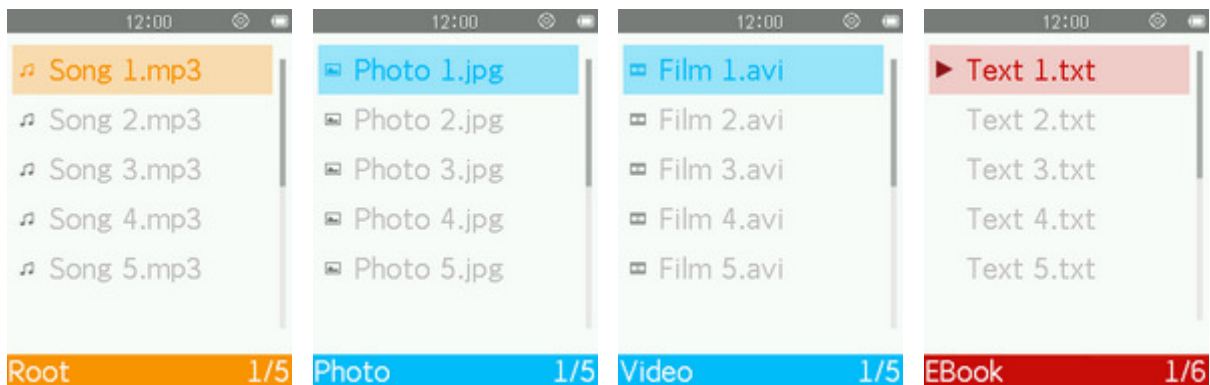 12:00
Song 1.mp3
Song 2.mp3
Song 3.mp3
Song 4.mp3
Song 5.mp3
Root 1/5
12:00
Photo 1.jpg
Photo 2.jpg
Photo 3.jpg
Photo 4.jpg
Photo 5.jpg
Photo 1/5
12:00
Film 1.avi
Film 2.avi
Film 3.avi
Film 4.avi
Film 5.avi
Video 1/5
12:00
Text 1.txt
Text 2.txt
Text 3.txt
Text 4.txt
Text 5.txt
EBook 1/6